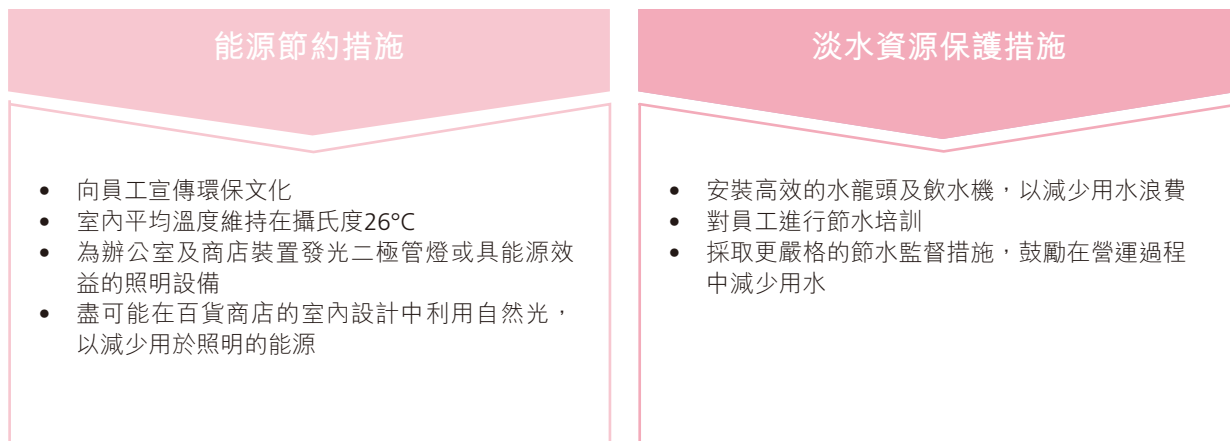 能源節約措施
• 向員工宣傳環保文化
• 室內平均溫度維持在攝氏度26°C
• 為辦公室及商店裝置發光二極管燈或具能源效
益的照明設備
• 盡可能在百貨商店的室內設計中利用自然光，
以減少用於照明的能源
淡水資源保護措施
• 安裝高效的水龍頭及飲水機，以減少用水浪費
• 對員工進行節水培訓
• 採取更嚴格的節水監督措施，鼓勵在營運過程
中減少用水